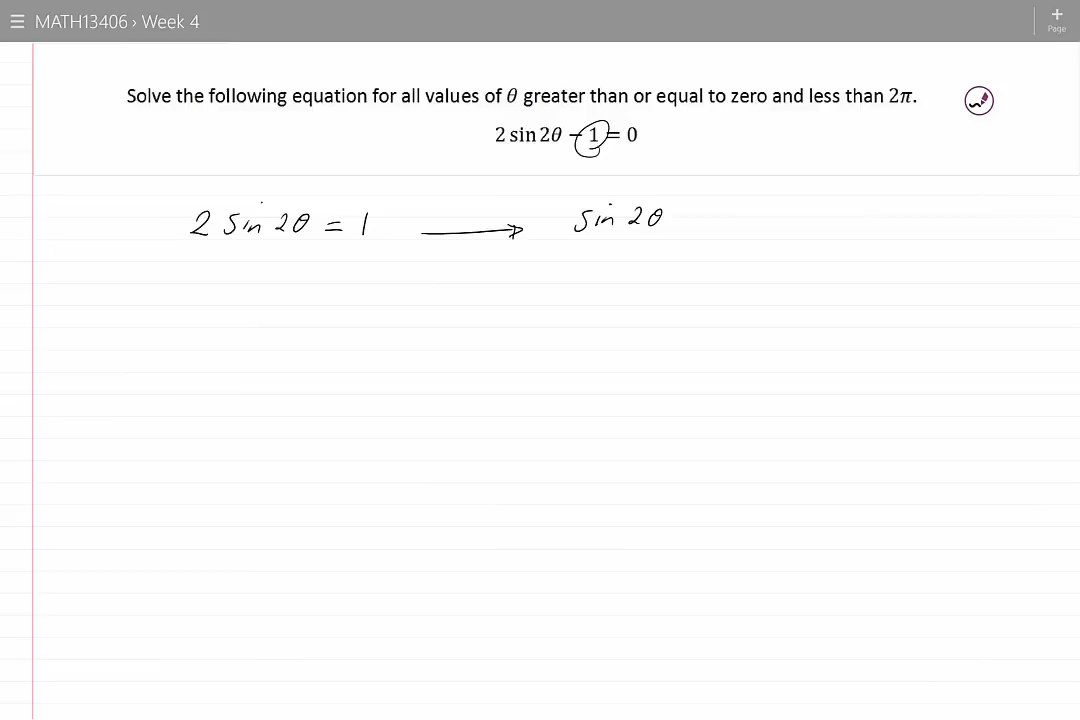 MATH13406 › Week 4
Page
Solve the following equation for all values of θ greater than or equal to zero and less than 2π.
2 sin 2θ − 1 = 0
2 sin 2θ = 1 → sin 2θ